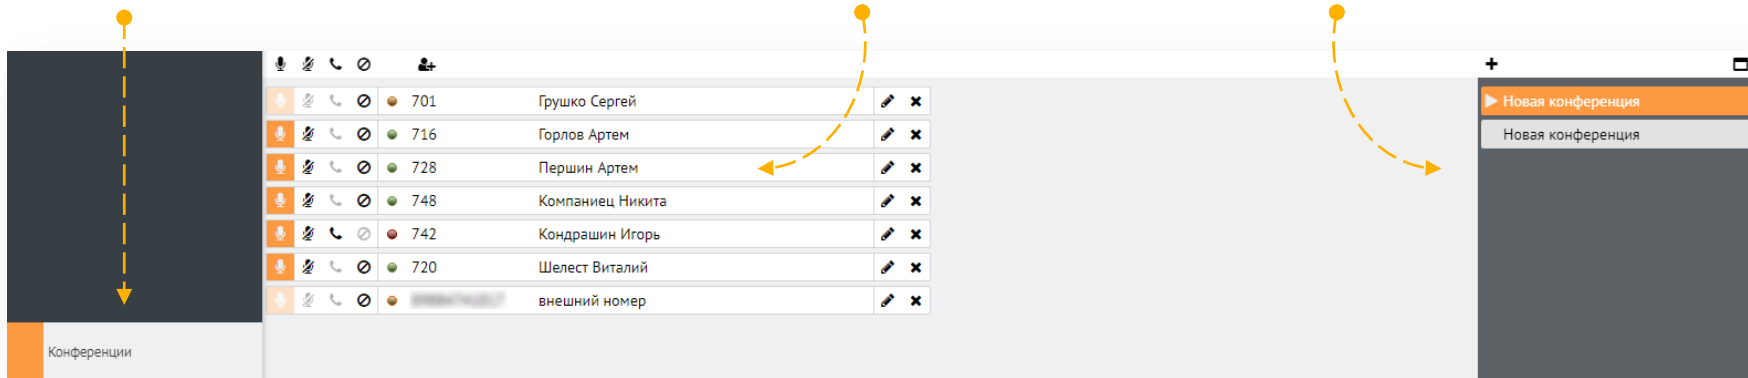 701 Грушко Сергей
716 Горлов Артем
728 Першин Артем
748 Компаниец Никита
742 Кондрашин Игорь
720 Шелест Виталий
внешний номер
Новая конференция
Новая конференция
Конференции